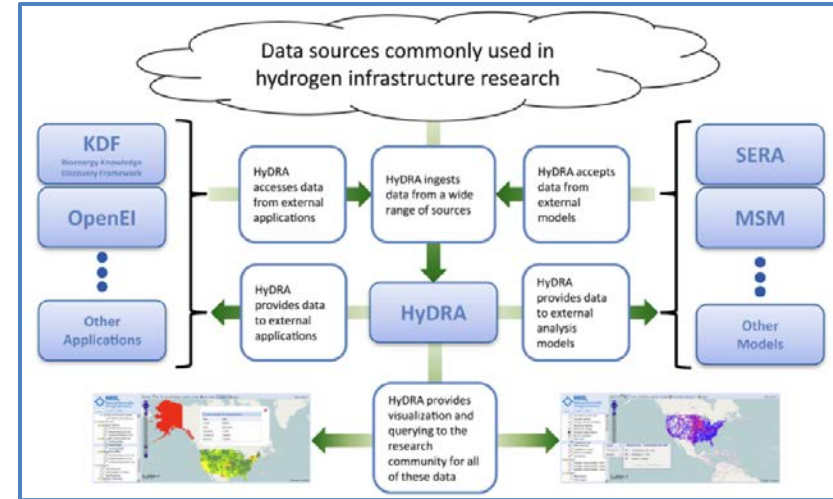 Data sources commonly used in
hydrogen infrastructure research
KDF
Bioenergy Knowledge
Discovery Framework
OpenEI
Other
Applications
HyDRA
accesses data
from external
applications
HyDRA ingests
data from a wide
range of sources
HyDRA accepts
data from
external
models
SERA
MSM
Other
Models
HyDRA
provides data
to external
applications
HyDRA
HyDRA
provides data
to external
analysis
models
HyDRA provides
visualization and
querying to the
research
community for all
of these data
NREL
NREL